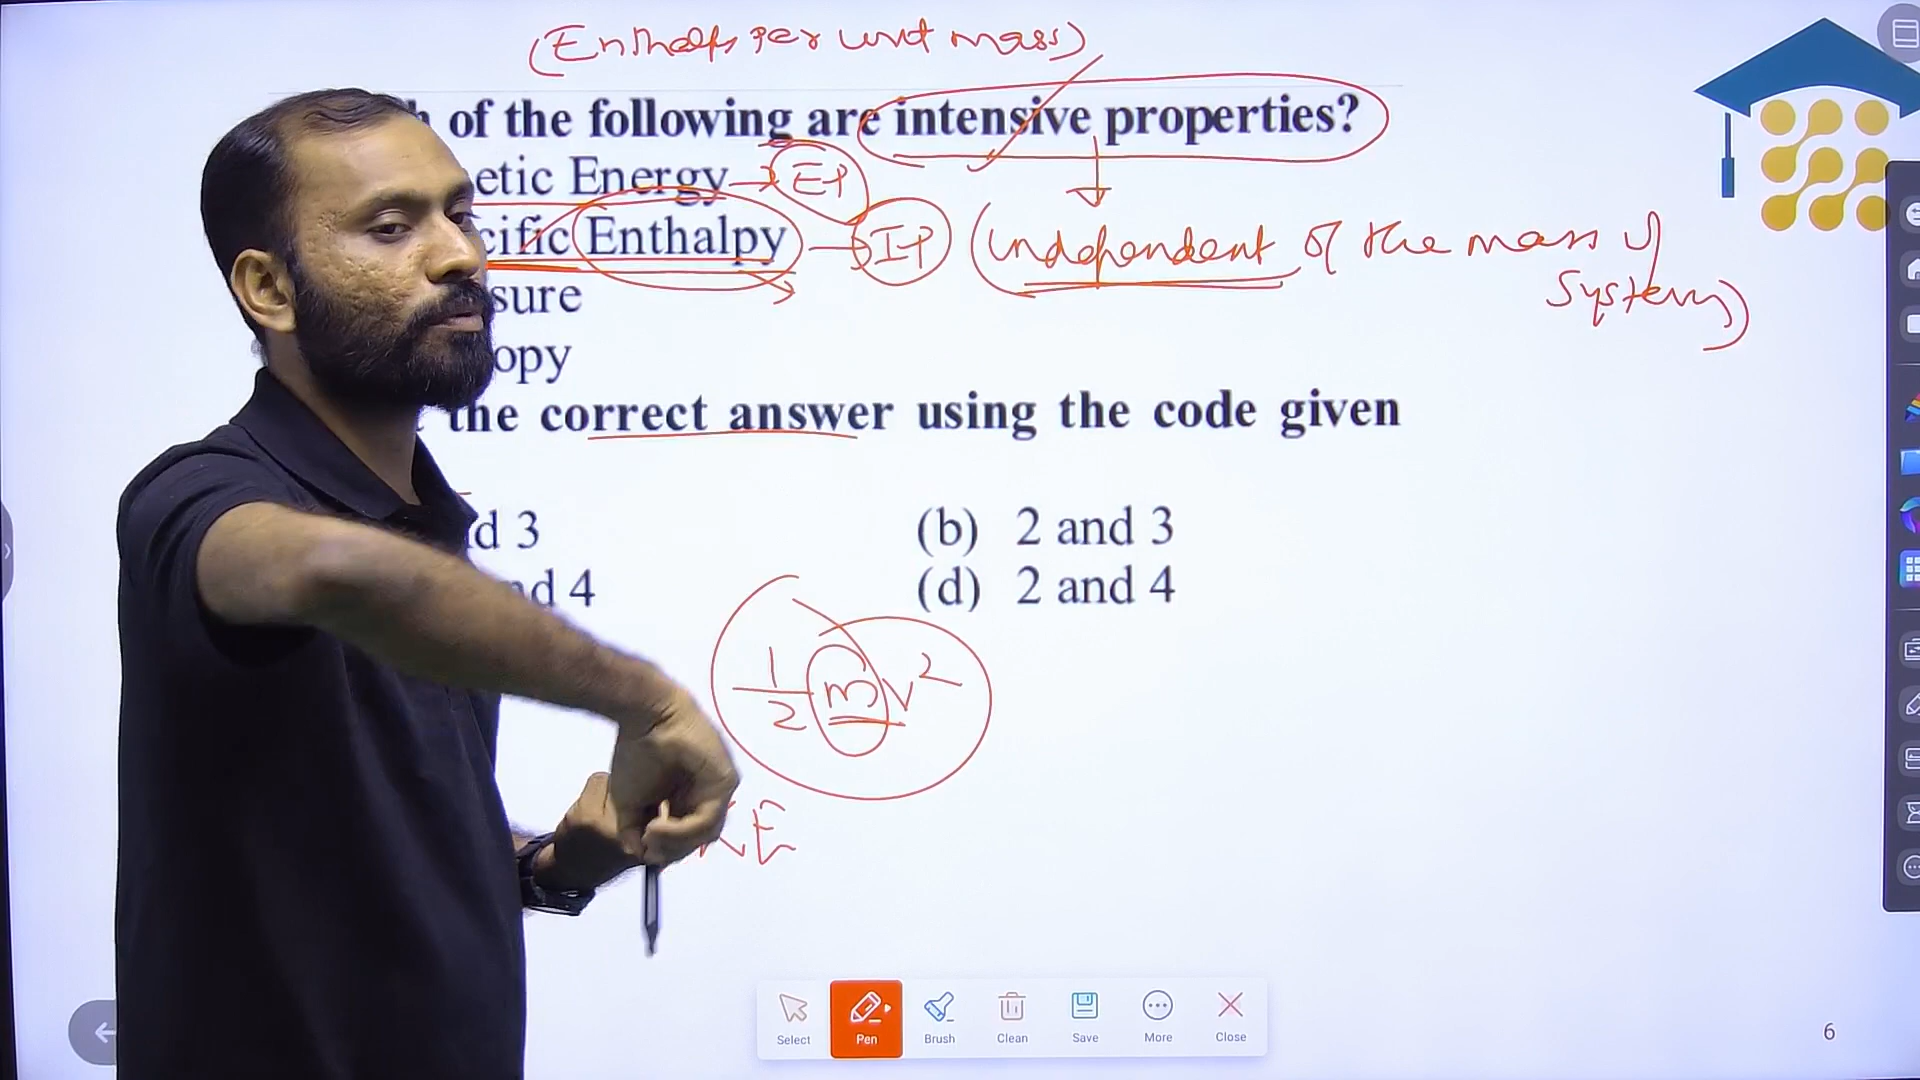 (Enthalpy per unit mass)
of the following are intensive properties?
etic Energy → EP
cific Enthalpy → IP (independent of the mass of
system)
sure
opy
the correct answer using the code given
d 3 (b) 2 and 3
nd 4 (d) 2 and 4
1/2 mv²
KE
Select Pen Brush Clean Save More Close
6